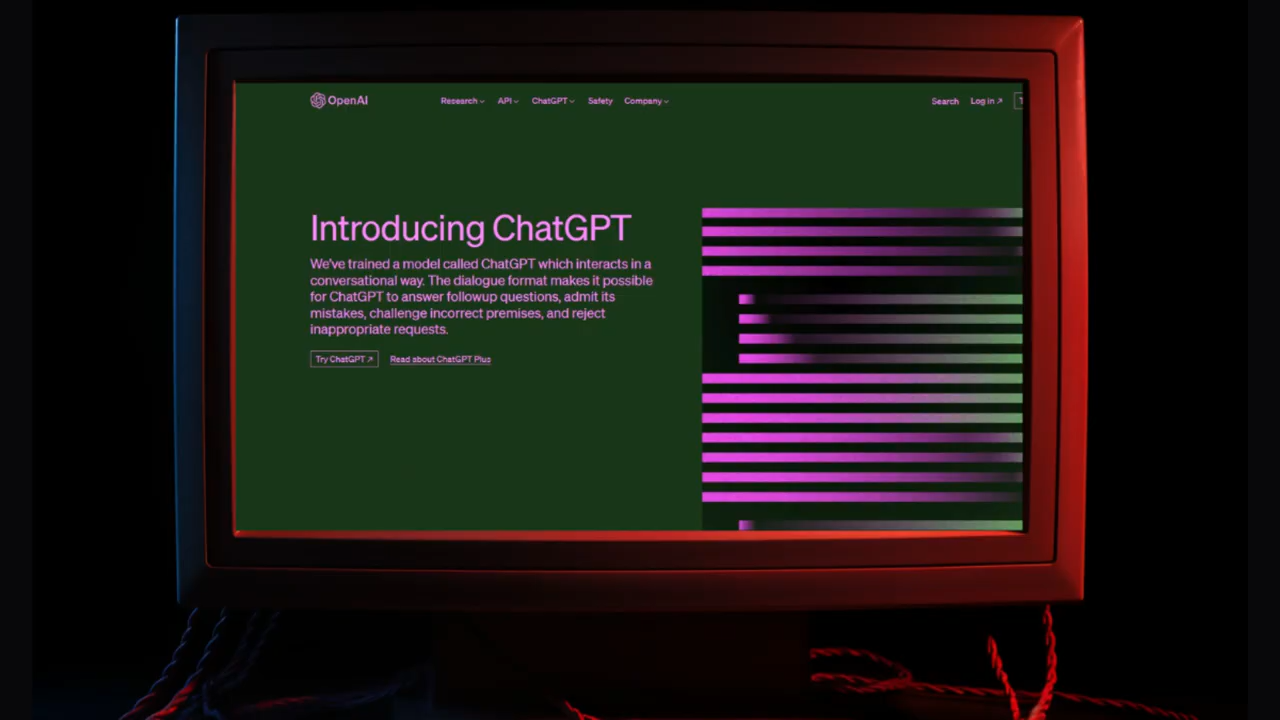 OpenAI Research API ChatGPT Safety Company Search Log in ↗
Introducing ChatGPT
We've trained a model called ChatGPT which interacts in a
conversational way. The dialogue format makes it possible
for ChatGPT to answer followup questions, admit its
mistakes, challenge incorrect premises, and reject
inappropriate requests.
Try ChatGPT ↗ Read about ChatGPT Plus